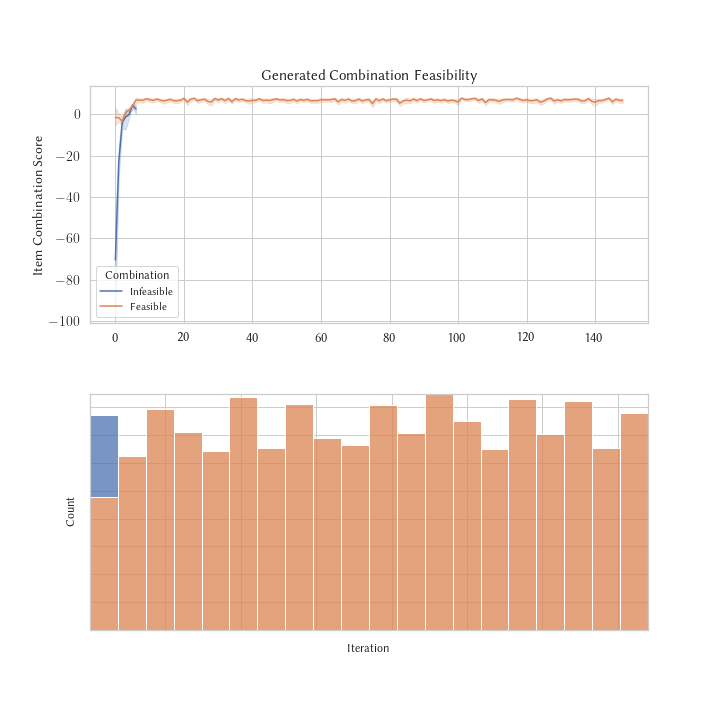 Generated Combination Feasibility
Item Combination Score
0
−20
−40
−60
−80
−100
Combination
Infeasible
Feasible
0 20 40 60 80 100 120 140
Count
Iteration